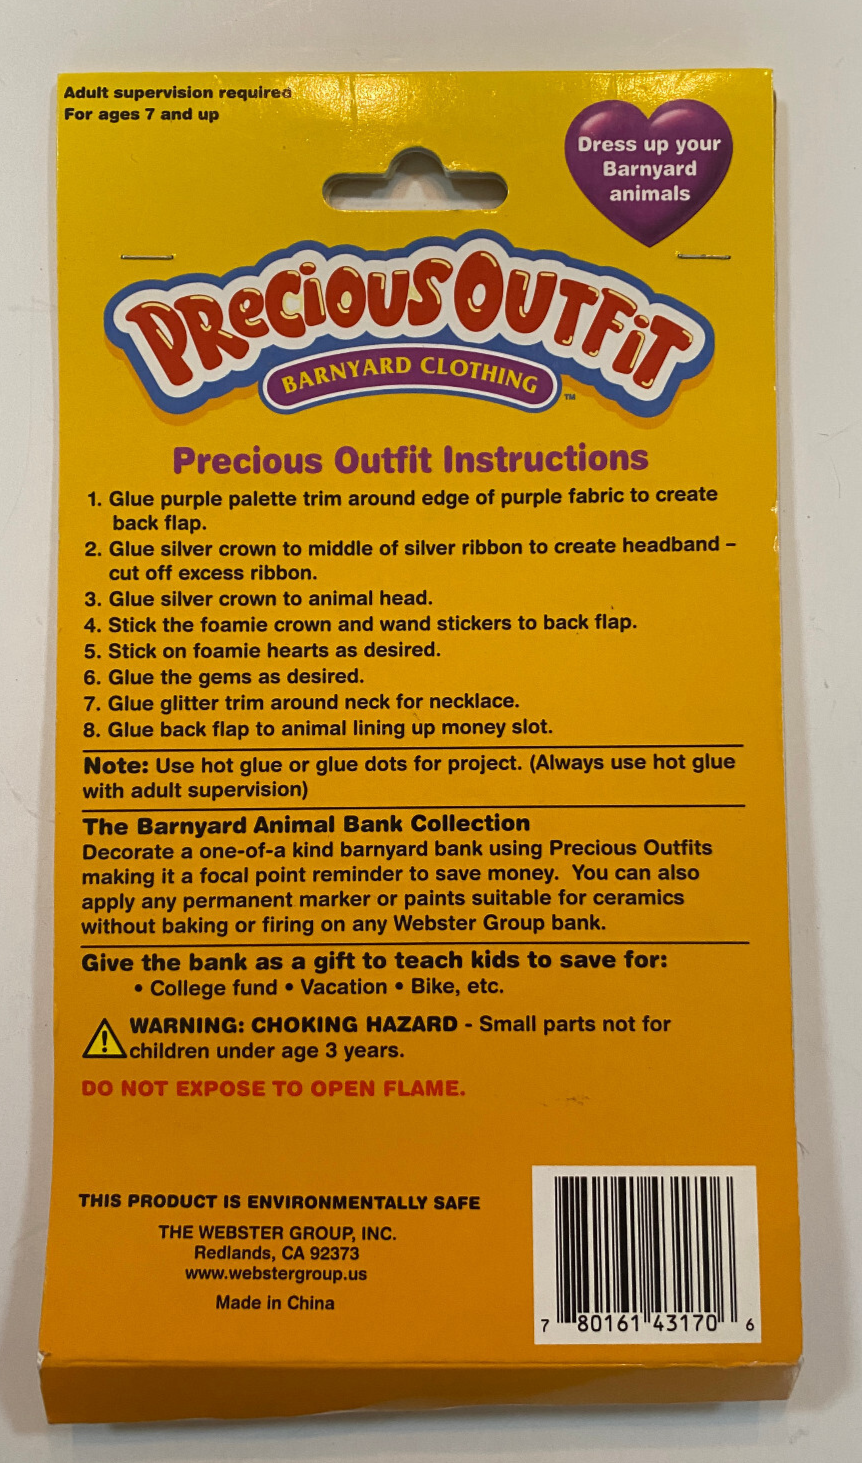 Adult supervision required
For ages 7 and up
Dress up your
Barnyard
animals
PRECiOUS OUTFiT
BARNYARD CLOTHING
TM
Precious Outfit Instructions
1. Glue purple palette trim around edge of purple fabric to create
back flap.
2. Glue silver crown to middle of silver ribbon to create headband –
cut off excess ribbon.
3. Glue silver crown to animal head.
4. Stick the foamie crown and wand stickers to back flap.
5. Stick on foamie hearts as desired.
6. Glue the gems as desired.
7. Glue glitter trim around neck for necklace.
8. Glue back flap to animal lining up money slot.
Note: Use hot glue or glue dots for project. (Always use hot glue
with adult supervision)
The Barnyard Animal Bank Collection
Decorate a one-of-a kind barnyard bank using Precious Outfits
making it a focal point reminder to save money. You can also
apply any permanent marker or paints suitable for ceramics
without baking or firing on any Webster Group bank.
Give the bank as a gift to teach kids to save for:
• College fund • Vacation • Bike, etc.
! WARNING: CHOKING HAZARD - Small parts not for
children under age 3 years.
DO NOT EXPOSE TO OPEN FLAME.
THIS PRODUCT IS ENVIRONMENTALLY SAFE
THE WEBSTER GROUP, INC.
Redlands, CA 92373
www.webstergroup.us
Made in China
7 80161 43170 6